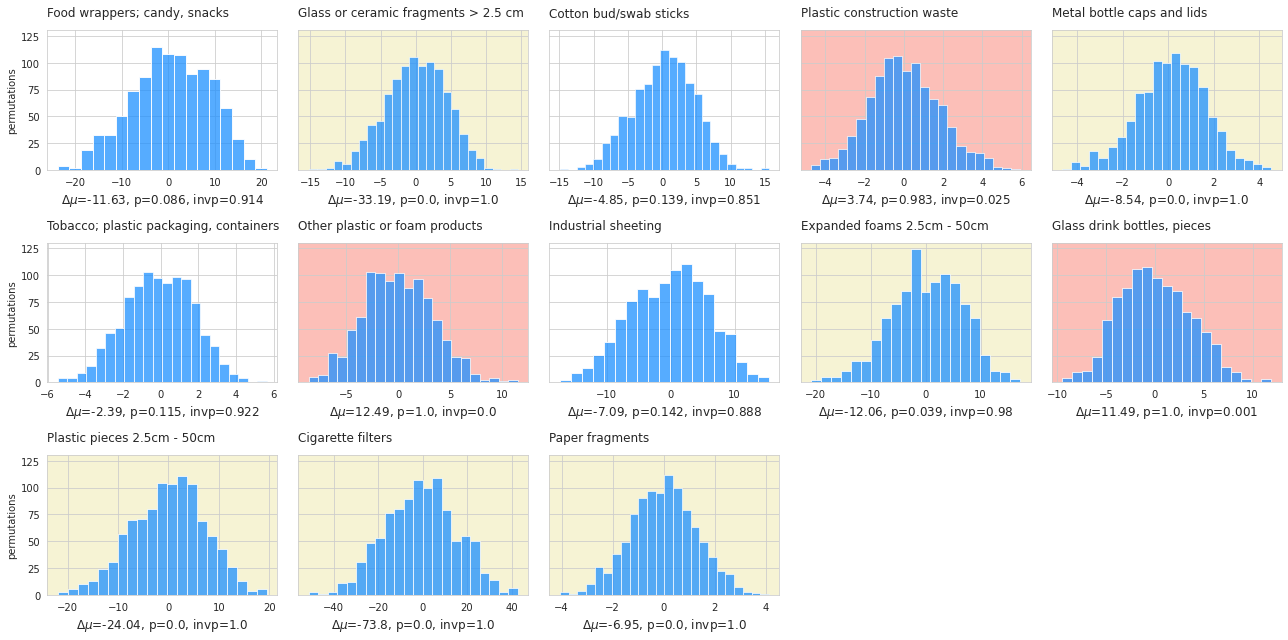 Food wrappers; candy, snacks
Glass or ceramic fragments > 2.5 cm
Cotton bud/swab sticks
Plastic construction waste
Metal bottle caps and lids
permutations
125
100
75
50
25
0
−20 −10 0 10 20
−15 −10 −5 0 5 10 15
−15 −10 −5 0 5 10 15
−4 −2 0 2 4 6
−4 −2 0 2 4
Δμ=-11.63, p=0.086, invp=0.914
Δμ=-33.19, p=0.0, invp=1.0
Δμ=-4.85, p=0.139, invp=0.851
Δμ=3.74, p=0.983, invp=0.025
Δμ=-8.54, p=0.0, invp=1.0
Tobacco; plastic packaging, containers
Other plastic or foam products
Industrial sheeting
Expanded foams 2.5cm - 50cm
Glass drink bottles, pieces
permutations
125
100
75
50
25
0
−6 −4 −2 0 2 4 6
−5 0 5 10
−10 0 10
−20 −10 0 10
−10 −5 0 5 10
Δμ=-2.39, p=0.115, invp=0.922
Δμ=12.49, p=1.0, invp=0.0
Δμ=-7.09, p=0.142, invp=0.888
Δμ=-12.06, p=0.039, invp=0.98
Δμ=11.49, p=1.0, invp=0.001
Plastic pieces 2.5cm - 50cm
Cigarette filters
Paper fragments
permutations
125
100
75
50
25
0
−20 −10 0 10 20
−40 −20 0 20 40
−4 −2 0 2 4
Δμ=-24.04, p=0.0, invp=1.0
Δμ=-73.8, p=0.0, invp=1.0
Δμ=-6.95, p=0.0, invp=1.0